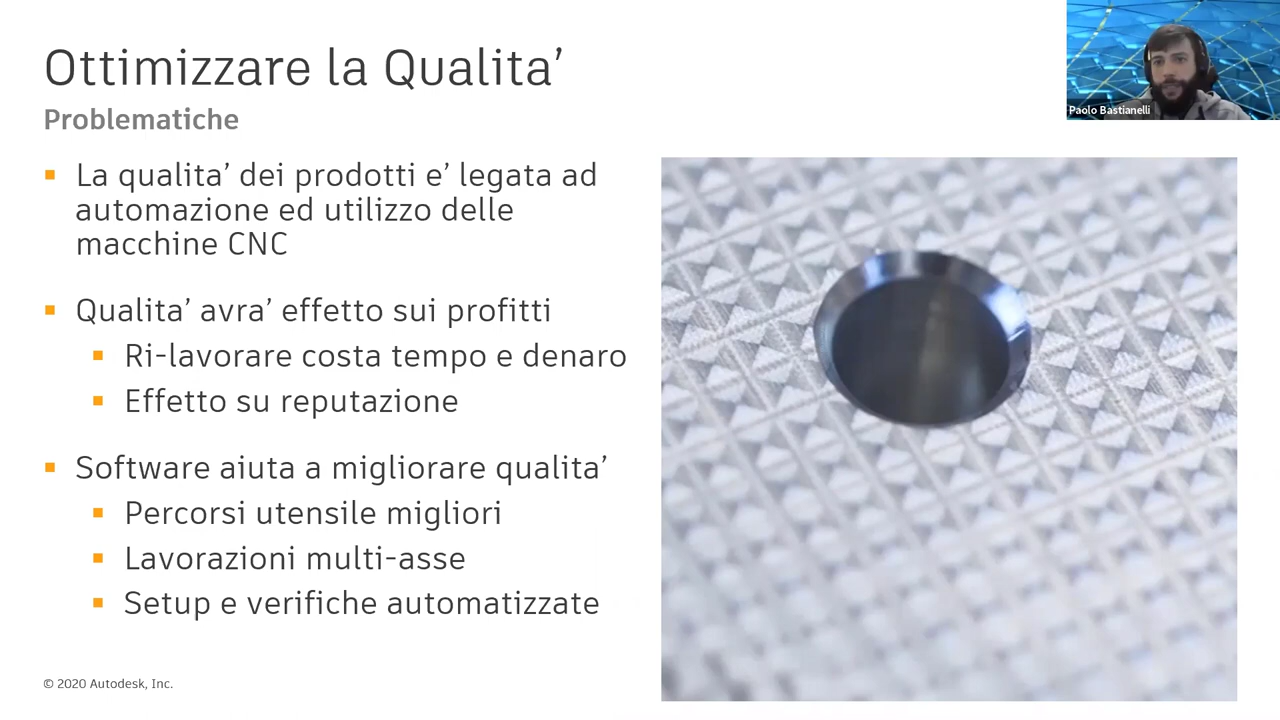 Ottimizzare la Qualita’
Problematiche
Paolo Bastianelli
▪ La qualita’ dei prodotti e’ legata ad
automazione ed utilizzo delle
macchine CNC
▪ Qualita’ avra’ effetto sui profitti
▪ Ri-lavorare costa tempo e denaro
▪ Effetto su reputazione
▪ Software aiuta a migliorare qualita’
▪ Percorsi utensile migliori
▪ Lavorazioni multi-asse
▪ Setup e verifiche automatizzate
© 2020 Autodesk, Inc.